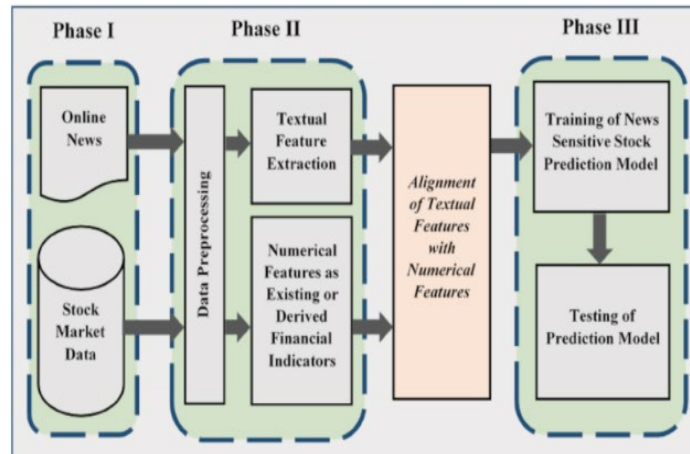 Phase I
Phase II
Phase III
Online
News
Stock
Market
Data
Data Preprocessing
Textual
Feature
Extraction
Numerical
Features as
Existing or
Derived
Financial
Indicators
Alignment
of Textual
Features
with
Numerical
Features
Training of News
Sensitive Stock
Prediction Model
Testing of
Prediction Model